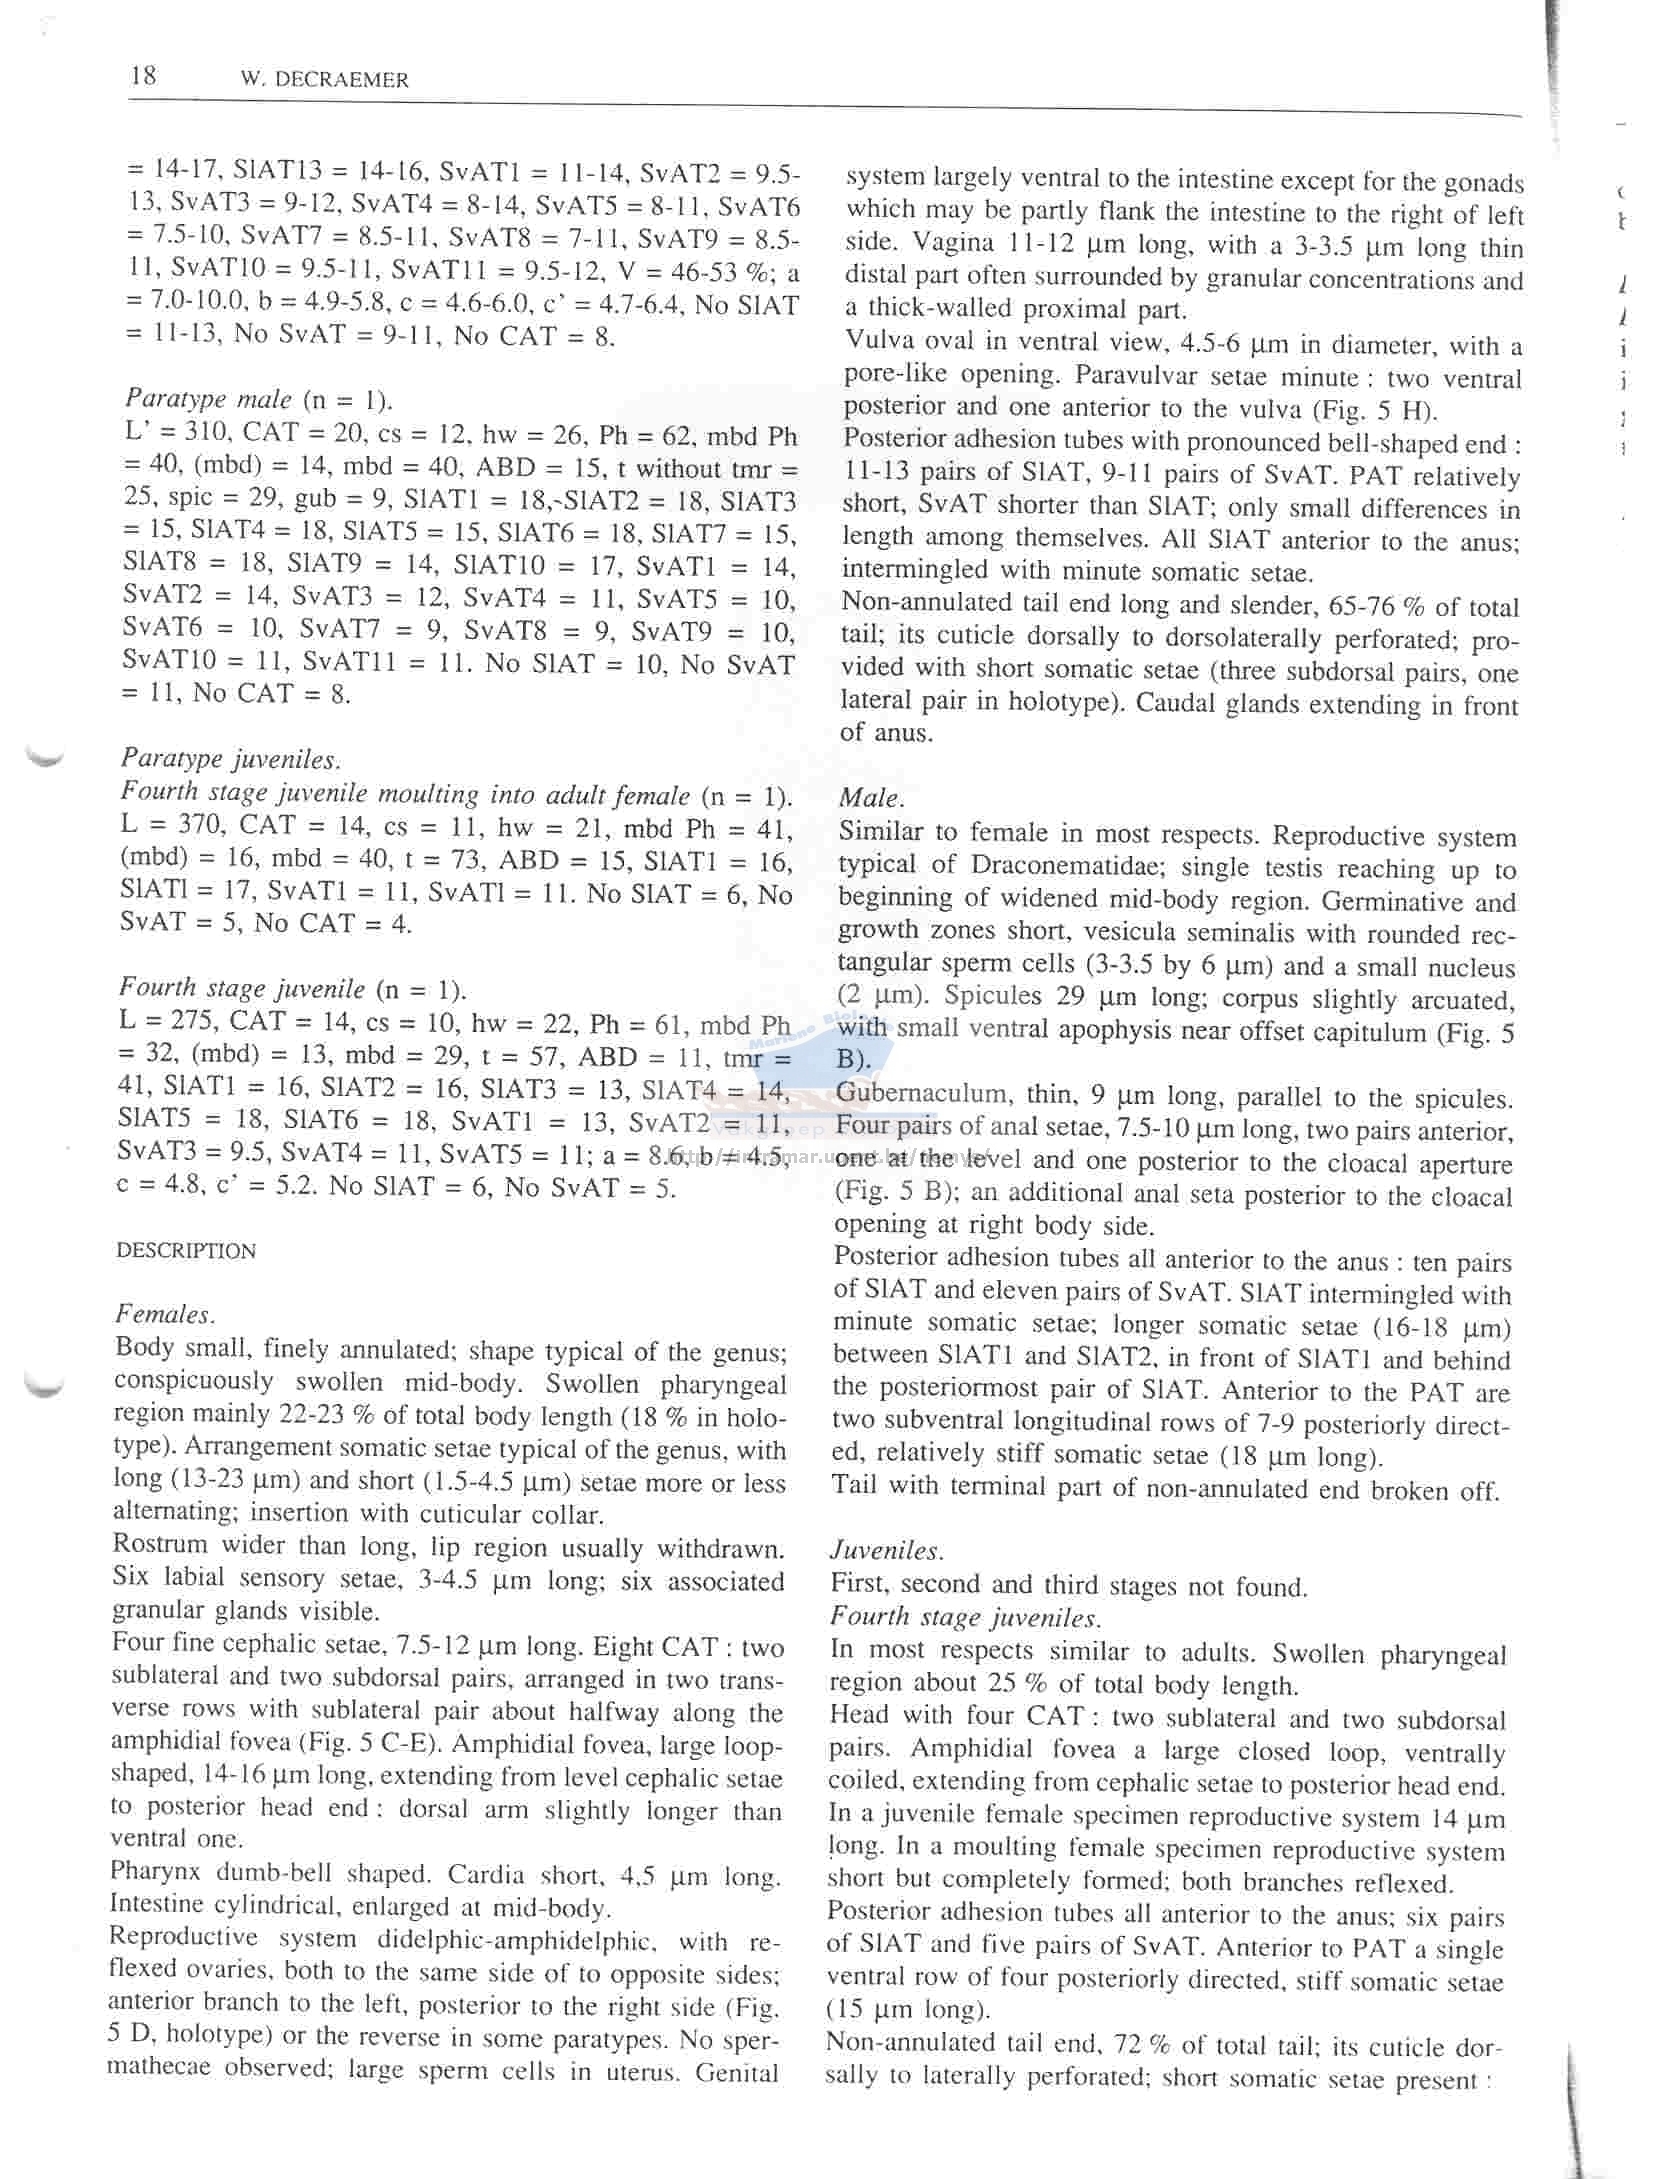 18 W. DECRAEMER
= 14-17, SlAT13 = 14-16, SvAT1 = 11-14, SvAT2 = 9.5-
13, SvAT3 = 9-12, SvAT4 = 8-14, SvAT5 = 8-11, SvAT6
= 7.5-10, SvAT7 = 8.5-11, SvAT8 = 7-11, SvAT9 = 8.5-
11, SvAT10 = 9.5-11, SvAT11 = 9.5-12, V = 46-53 %; a
= 7.0-10.0, b = 4.9-5.8, c = 4.6-6.0, c' = 4.7-6.4, No SlAT
= 11-13, No SvAT = 9-11, No CAT = 8.
Paratype male (n = 1).
L' = 310, CAT = 20, cs = 12, hw = 26, Ph = 62, mbd Ph
= 40, (mbd) = 14, mbd = 40, ABD = 15, t without tmr =
25, spic = 29, gub = 9, SlAT1 = 18, SlAT2 = 18, SlAT3
= 15, SlAT4 = 18, SlAT5 = 15, SlAT6 = 18, SlAT7 = 15,
SlAT8 = 18, SlAT9 = 14, SlAT10 = 17, SvAT1 = 14,
SvAT2 = 14, SvAT3 = 12, SvAT4 = 11, SvAT5 = 10,
SvAT6 = 10, SvAT7 = 9, SvAT8 = 9, SvAT9 = 10,
SvAT10 = 11, SvAT11 = 11. No SlAT = 10, No SvAT
= 11, No CAT = 8.
Paratype juveniles.
Fourth stage juvenile moulting into adult female (n = 1).
L = 370, CAT = 14, cs = 11, hw = 21, mbd Ph = 41,
(mbd) = 16, mbd = 40, t = 73, ABD = 15, SlAT1 = 16,
SlATl = 17, SvAT1 = 11, SvATl = 11. No SlAT = 6, No
SvAT = 5, No CAT = 4.
Fourth stage juvenile (n = 1).
L = 275, CAT = 14, cs = 10, hw = 22, Ph = 61, mbd Ph
= 32, (mbd) = 13, mbd = 29, t = 57, ABD = 11, tmr =
41, SlAT1 = 16, SlAT2 = 16, SlAT3 = 13, SlAT4 = 14,
SlAT5 = 18, SlAT6 = 18, SvAT1 = 13, SvAT2 = 11,
SvAT3 = 9.5, SvAT4 = 11, SvAT5 = 11; a = 8.6, b = 4.5,
c = 4.8, c' = 5.2. No SlAT = 6, No SvAT = 5.
DESCRIPTION
Females.
Body small, finely annulated; shape typical of the genus;
conspicuously swollen mid-body. Swollen pharyngeal
region mainly 22-23 % of total body length (18 % in holo-
type). Arrangement somatic setae typical of the genus, with
long (13-23 µm) and short (1.5-4.5 µm) setae more or less
alternating; insertion with cuticular collar.
Rostrum wider than long, lip region usually withdrawn.
Six labial sensory setae, 3-4.5 µm long; six associated
granular glands visible.
Four fine cephalic setae, 7.5-12 µm long. Eight CAT : two
sublateral and two subdorsal pairs, arranged in two trans-
verse rows with sublateral pair about halfway along the
amphidial fovea (Fig. 5 C-E). Amphidial fovea, large loop-
shaped, 14-16 µm long, extending from level cephalic setae
to posterior head end : dorsal arm slightly longer than
ventral one.
Pharynx dumb-bell shaped. Cardia short, 4,5 µm long.
Intestine cylindrical, enlarged at mid-body.
Reproductive system didelphic-amphidelphic, with re-
flexed ovaries, both to the same side of to opposite sides;
anterior branch to the left, posterior to the right side (Fig.
5 D, holotype) or the reverse in some paratypes. No sper-
mathecae observed; large sperm cells in uterus. Genital
system largely ventral to the intestine except for the gonads
which may be partly flank the intestine to the right of left
side. Vagina 11-12 µm long, with a 3-3.5 µm long thin
distal part often surrounded by granular concentrations and
a thick-walled proximal part.
Vulva oval in ventral view, 4.5-6 µm in diameter, with a
pore-like opening. Paravulvar setae minute : two ventral
posterior and one anterior to the vulva (Fig. 5 H).
Posterior adhesion tubes with pronounced bell-shaped end :
11-13 pairs of SlAT, 9-11 pairs of SvAT. PAT relatively
short, SvAT shorter than SlAT; only small differences in
length among themselves. All SlAT anterior to the anus;
intermingled with minute somatic setae.
Non-annulated tail end long and slender, 65-76 % of total
tail; its cuticle dorsally to dorsolaterally perforated; pro-
vided with short somatic setae (three subdorsal pairs, one
lateral pair in holotype). Caudal glands extending in front
of anus.
Male.
Similar to female in most respects. Reproductive system
typical of Draconematidae; single testis reaching up to
beginning of widened mid-body region. Germinative and
growth zones short, vesicula seminalis with rounded rec-
tangular sperm cells (3-3.5 by 6 µm) and a small nucleus
(2 µm). Spicules 29 µm long; corpus slightly arcuated,
with small ventral apophysis near offset capitulum (Fig. 5
B).
Gubernaculum, thin, 9 µm long, parallel to the spicules.
Four pairs of anal setae, 7.5-10 µm long, two pairs anterior,
one at the level and one posterior to the cloacal aperture
(Fig. 5 B); an additional anal seta posterior to the cloacal
opening at right body side.
Posterior adhesion tubes all anterior to the anus : ten pairs
of SlAT and eleven pairs of SvAT. SlAT intermingled with
minute somatic setae; longer somatic setae (16-18 µm)
between SlAT1 and SlAT2, in front of SlAT1 and behind
the posteriormost pair of SlAT. Anterior to the PAT are
two subventral longitudinal rows of 7-9 posteriorly direct-
ed, relatively stiff somatic setae (18 µm long).
Tail with terminal part of non-annulated end broken off.
Juveniles.
First, second and third stages not found.
Fourth stage juveniles.
In most respects similar to adults. Swollen pharyngeal
region about 25 % of total body length.
Head with four CAT : two sublateral and two subdorsal
pairs. Amphidial fovea a large closed loop, ventrally
coiled, extending from cephalic setae to posterior head end.
In a juvenile female specimen reproductive system 14 µm
long. In a moulting female specimen reproductive system
short but completely formed; both branches reflexed.
Posterior adhesion tubes all anterior to the anus; six pairs
of SlAT and five pairs of SvAT. Anterior to PAT a single
ventral row of four posteriorly directed, stiff somatic setae
(15 µm long).
Non-annulated tail end, 72 % of total tail; its cuticle dor-
sally to laterally perforated; short somatic setae present :